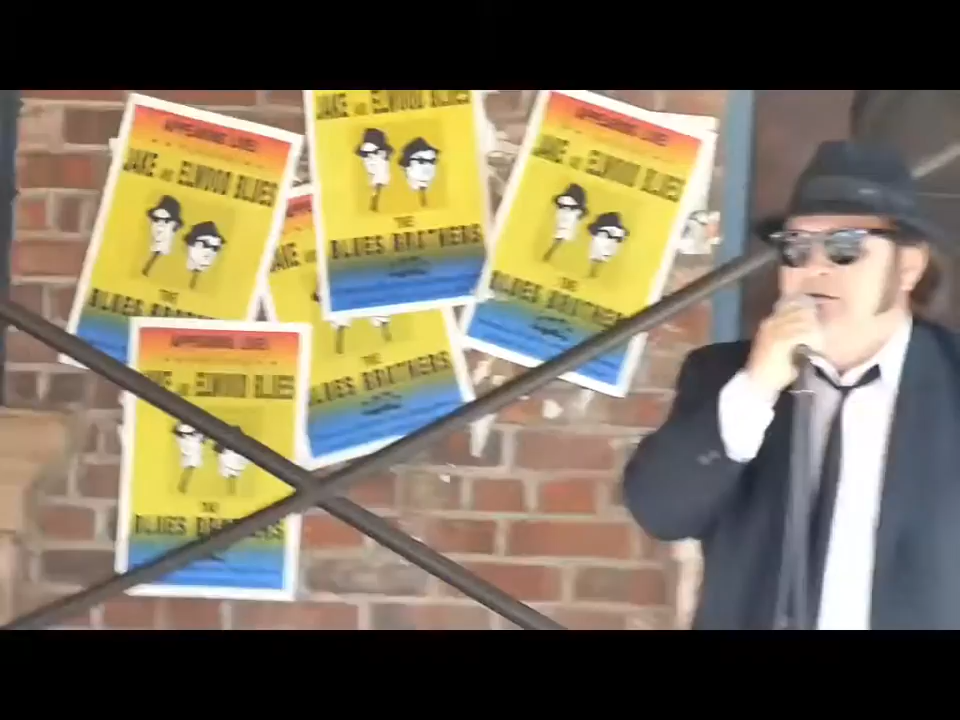 APPEARING LIVE!
JAKE AND ELWOOD BLUES
THE
BLUES BROTHERS
JAKE AND ELWOOD BLUES
THE
BLUES BROTHERS
APPEARING LIVE!
JAKE AND ELWOOD BLUES
THE
BLUES BROTHERS
JAKE
THE
BLUES BROTHERS
APPEARING LIVE!
JAKE AND ELWOOD BLUES
THE
BLUES BROTHERS